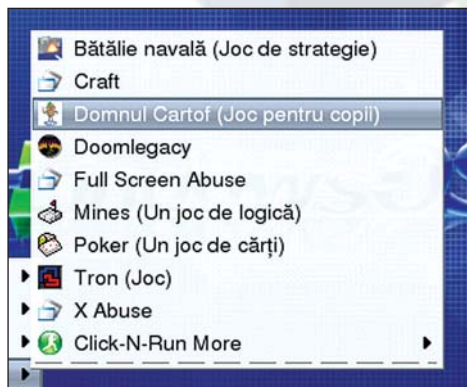 Bătălie navală (Joc de strategie)
Craft
Domnul Cartof (Joc pentru copii)
Doomlegacy
Full Screen Abuse
Mines (Un joc de logică)
Poker (Un joc de cărți)
Tron (Joc)
X Abuse
Click-N-Run More